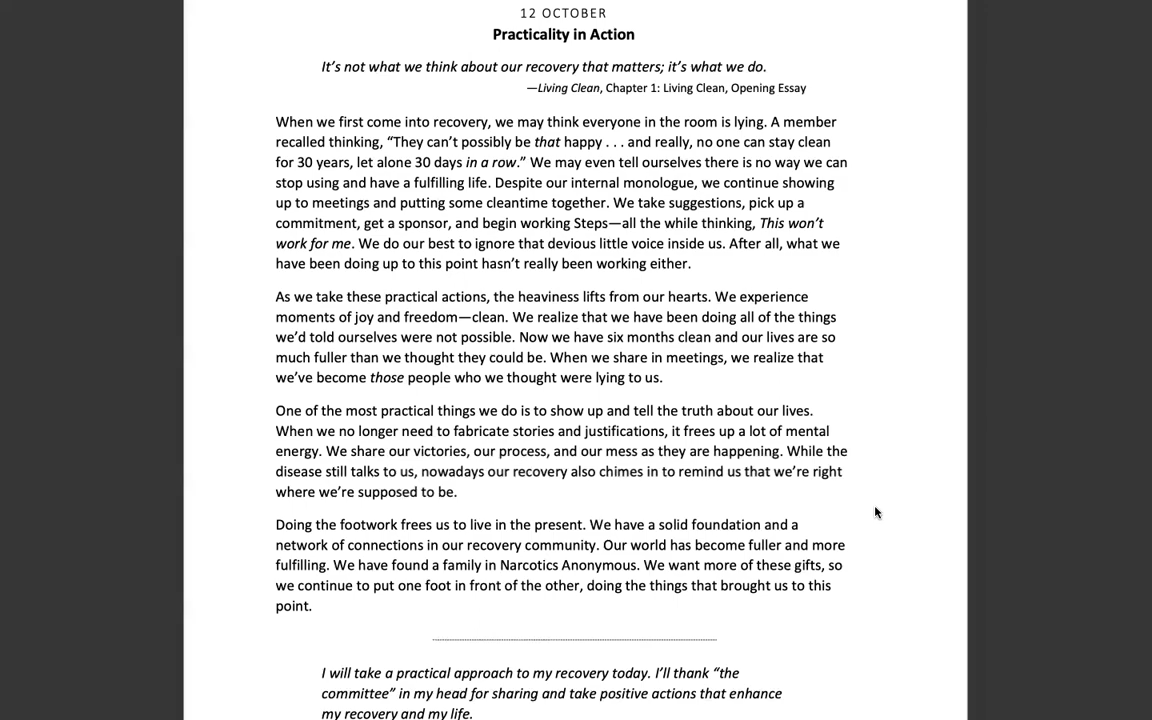 12 OCTOBER
Practicality in Action
It’s not what we think about our recovery that matters; it’s what we do.
—Living Clean, Chapter 1: Living Clean, Opening Essay
When we first come into recovery, we may think everyone in the room is lying. A member
recalled thinking, “They can’t possibly be that happy . . . and really, no one can stay clean
for 30 years, let alone 30 days in a row.” We may even tell ourselves there is no way we can
stop using and have a fulfilling life. Despite our internal monologue, we continue showing
up to meetings and putting some cleantime together. We take suggestions, pick up a
commitment, get a sponsor, and begin working Steps—all the while thinking, This won’t
work for me. We do our best to ignore that devious little voice inside us. After all, what we
have been doing up to this point hasn’t really been working either.
As we take these practical actions, the heaviness lifts from our hearts. We experience
moments of joy and freedom—clean. We realize that we have been doing all of the things
we’d told ourselves were not possible. Now we have six months clean and our lives are so
much fuller than we thought they could be. When we share in meetings, we realize that
we’ve become those people who we thought were lying to us.
One of the most practical things we do is to show up and tell the truth about our lives.
When we no longer need to fabricate stories and justifications, it frees up a lot of mental
energy. We share our victories, our process, and our mess as they are happening. While the
disease still talks to us, nowadays our recovery also chimes in to remind us that we’re right
where we’re supposed to be.
Doing the footwork frees us to live in the present. We have a solid foundation and a
network of connections in our recovery community. Our world has become fuller and more
fulfilling. We have found a family in Narcotics Anonymous. We want more of these gifts, so
we continue to put one foot in front of the other, doing the things that brought us to this
point.
I will take a practical approach to my recovery today. I’ll thank “the
committee” in my head for sharing and take positive actions that enhance
my recovery and my life.